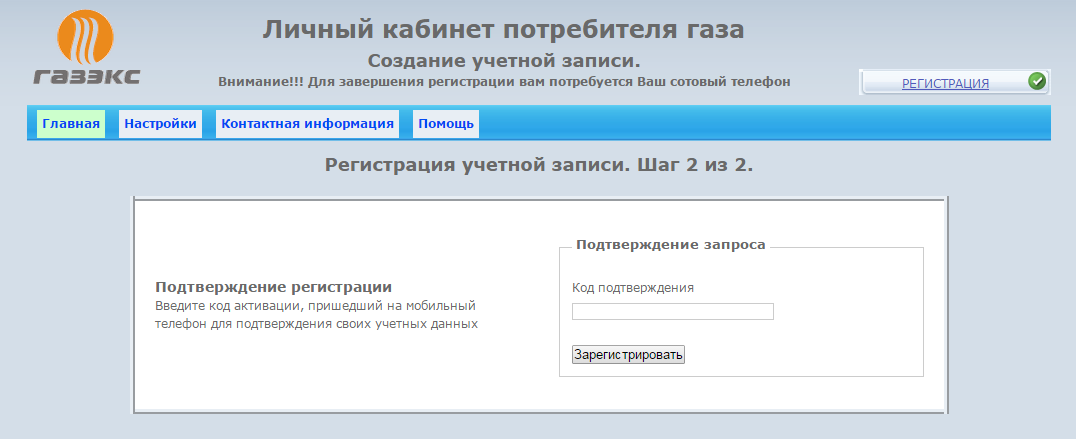 газэкс
Личный кабинет потребителя газа
Создание учетной записи.
Внимание!!! Для завершения регистрации вам потребуется Ваш сотовый телефон
РЕГИСТРАЦИЯ
Главная Настройки Контактная информация Помощь
Регистрация учетной записи. Шаг 2 из 2.
Подтверждение регистрации
Введите код активации, пришедший на мобильный
телефон для подтверждения своих учетных данных
Подтверждение запроса
Код подтверждения
Зарегистрировать